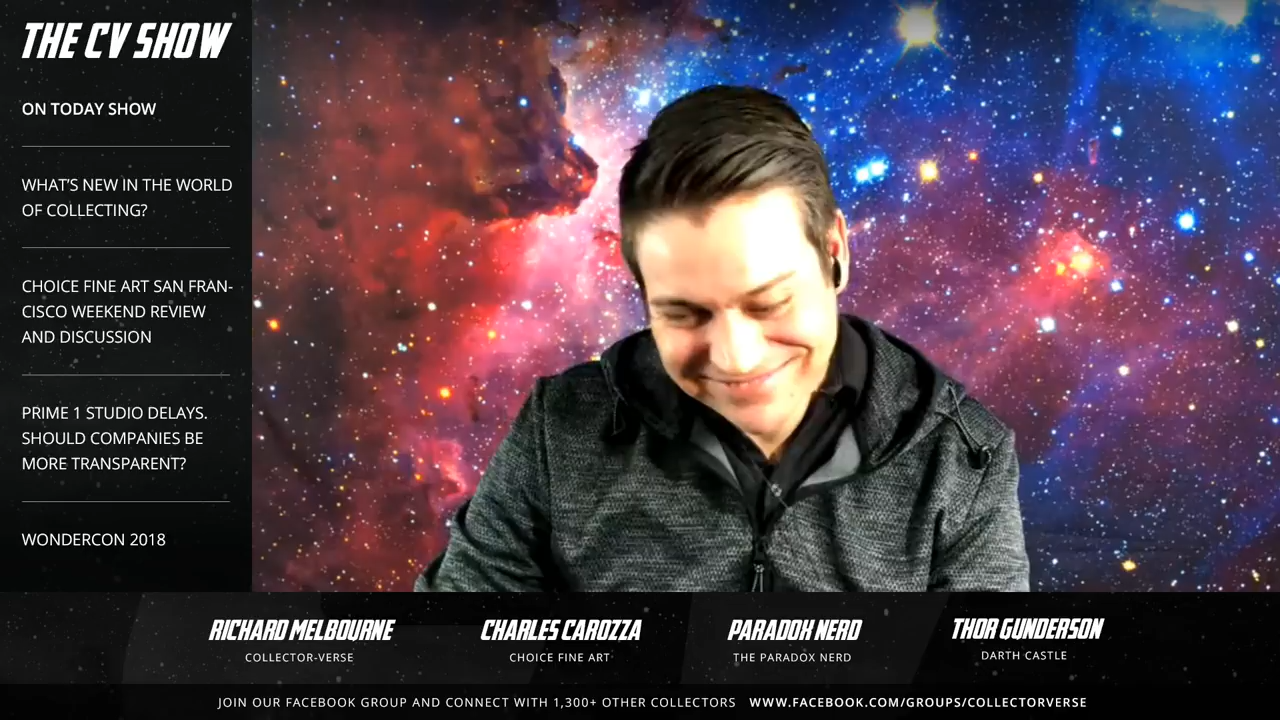 THE CV SHOW
ON TODAY SHOW
WHAT'S NEW IN THE WORLD
OF COLLECTING?
CHOICE FINE ART SAN FRAN-
CISCO WEEKEND REVIEW
AND DISCUSSION
PRIME 1 STUDIO DELAYS.
SHOULD COMPANIES BE
MORE TRANSPARENT?
WONDERCON 2018
RICHARD MELBOURNE
COLLECTOR-VERSE
CHARLES CAROZZA
CHOICE FINE ART
PARADOX NERD
THE PARADOX NERD
THOR GUNDERSON
DARTH CASTLE
JOIN OUR FACEBOOK GROUP AND CONNECT WITH 1,300+ OTHER COLLECTORS WWW.FACEBOOK.COM/GROUPS/COLLECTORVERSE